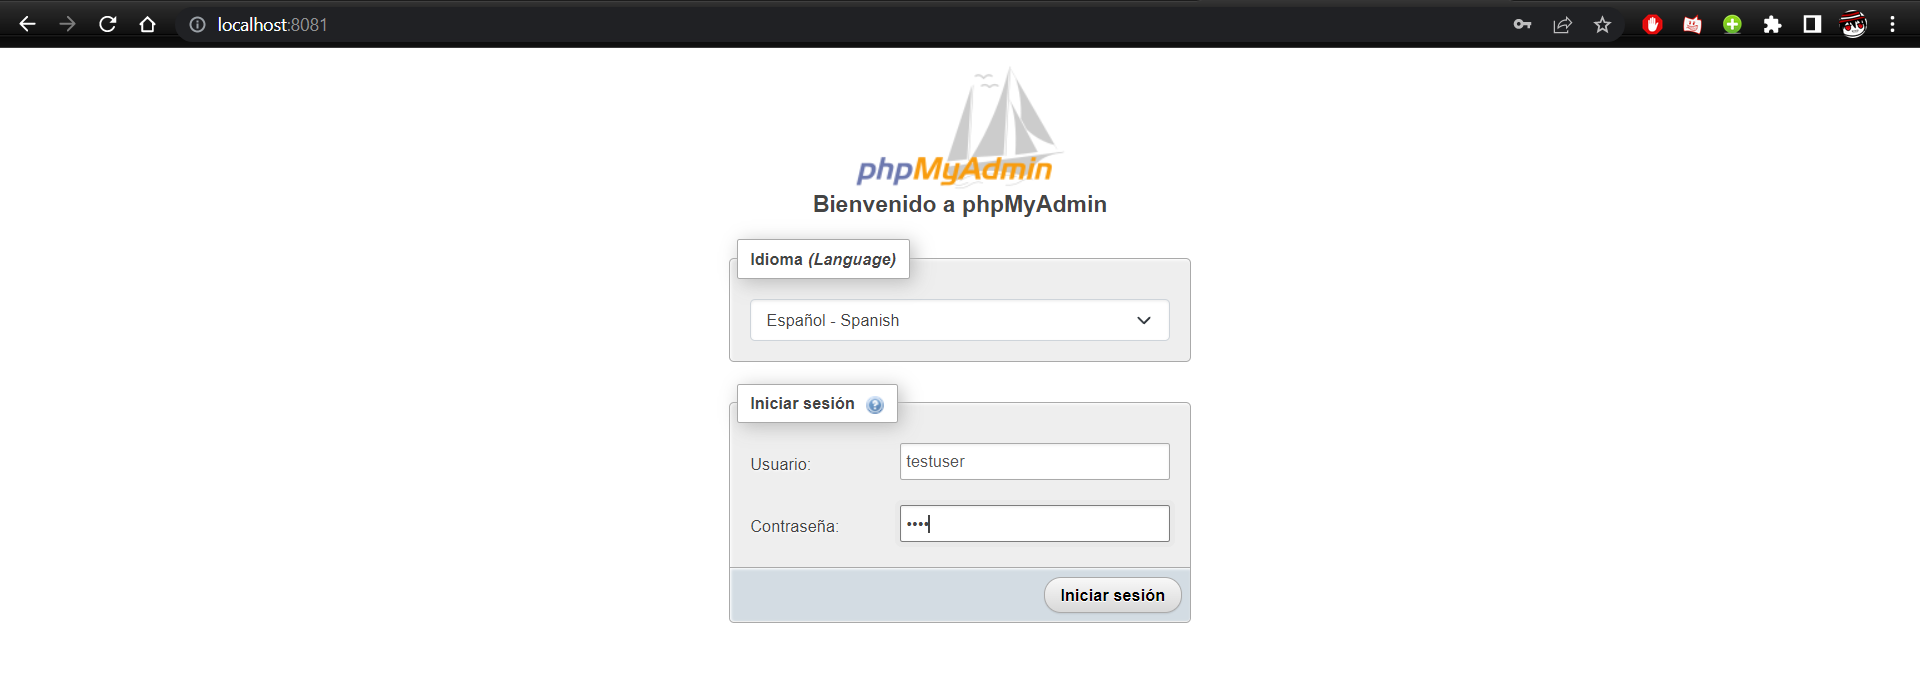 localhost:8081
phpMyAdmin
Bienvenido a phpMyAdmin
Idioma (Language)
Español - Spanish
Iniciar sesión
Usuario:
testuser
Contraseña:
••••
Iniciar sesión